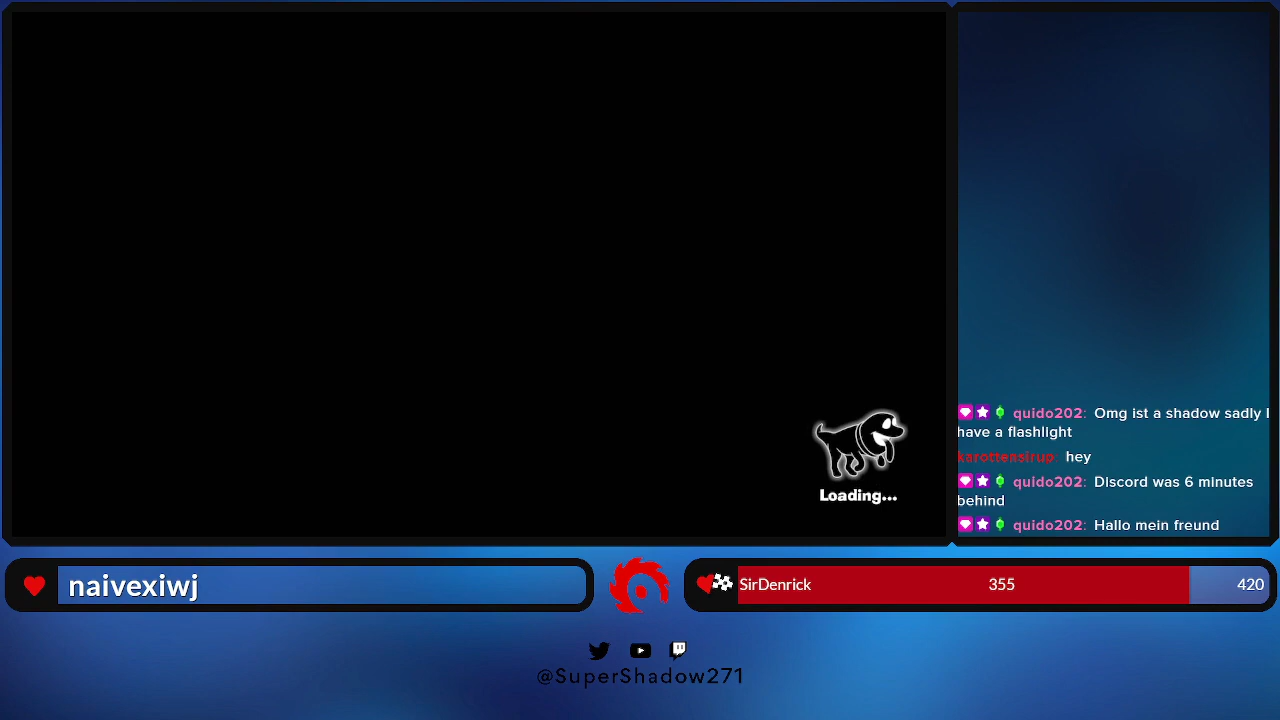 Loading...
quido202: Omg ist a shadow sadly I
have a flashlight
karottensirup: hey
quido202: Discord was 6 minutes
behind
quido202: Hallo mein freund
naivexiwj
SirDenrick 355 420
@SuperShadow271